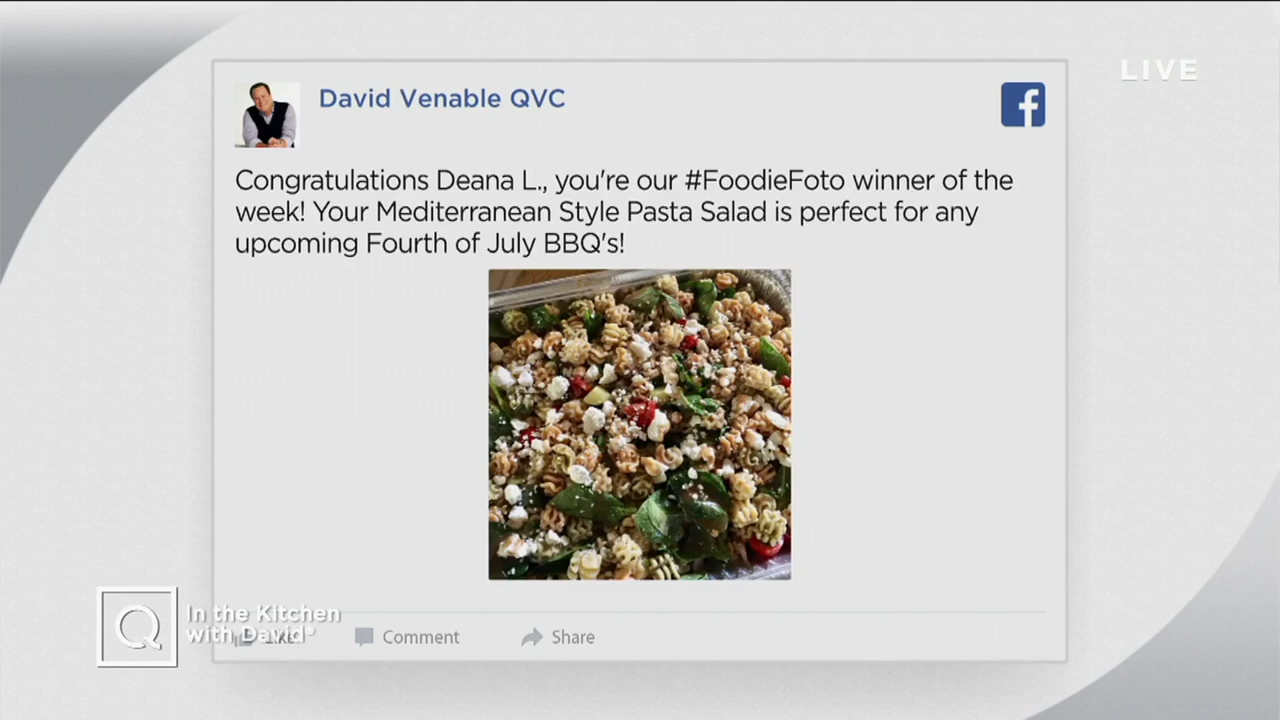 LIVE
David Venable QVC
Congratulations Deana L., you're our #FoodieFoto winner of the
week! Your Mediterranean Style Pasta Salad is perfect for any
upcoming Fourth of July BBQ's!
Q In the Kitchen
with David®
Like Comment Share